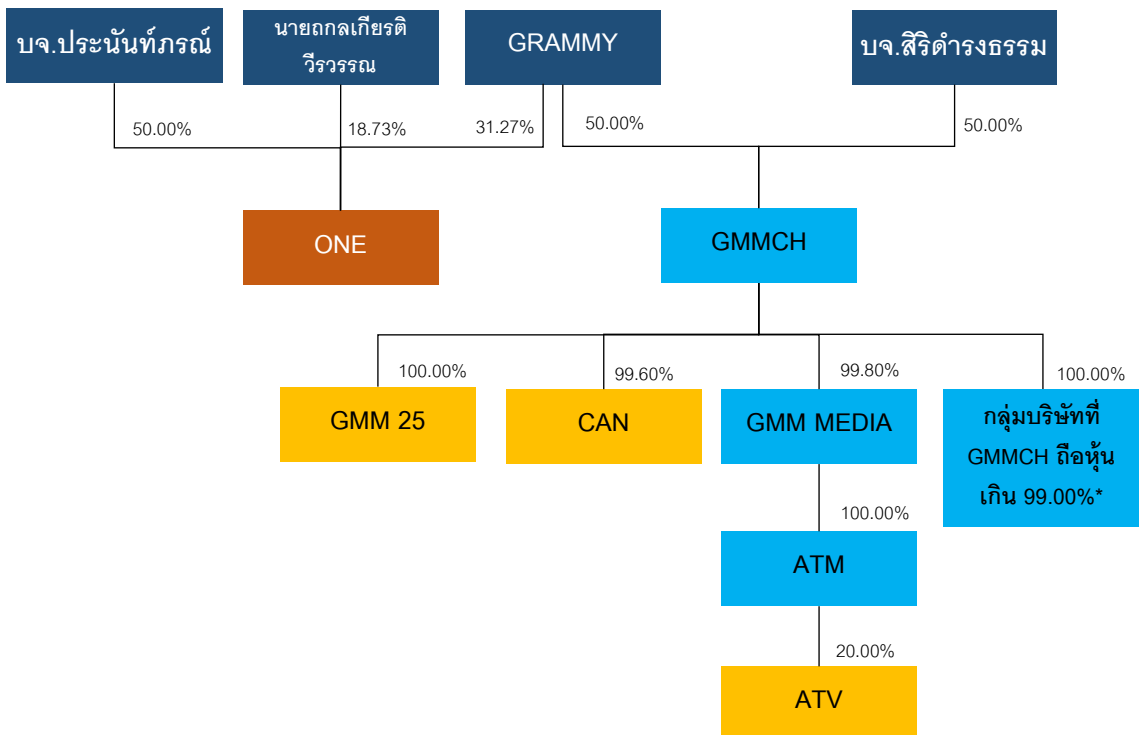 บจ.ประนันท์ภรณ์
นายถกลเกียรติ
วีรวรรณ
GRAMMY
บจ.สิริดำรงธรรม
50.00%
18.73%
31.27%
50.00%
50.00%
ONE
GMMCH
100.00%
99.60%
99.80%
100.00%
GMM 25
CAN
GMM MEDIA
กลุ่มบริษัทที่
GMMCH ถือหุ้น
เกิน 99.00%*
100.00%
ATM
20.00%
ATV